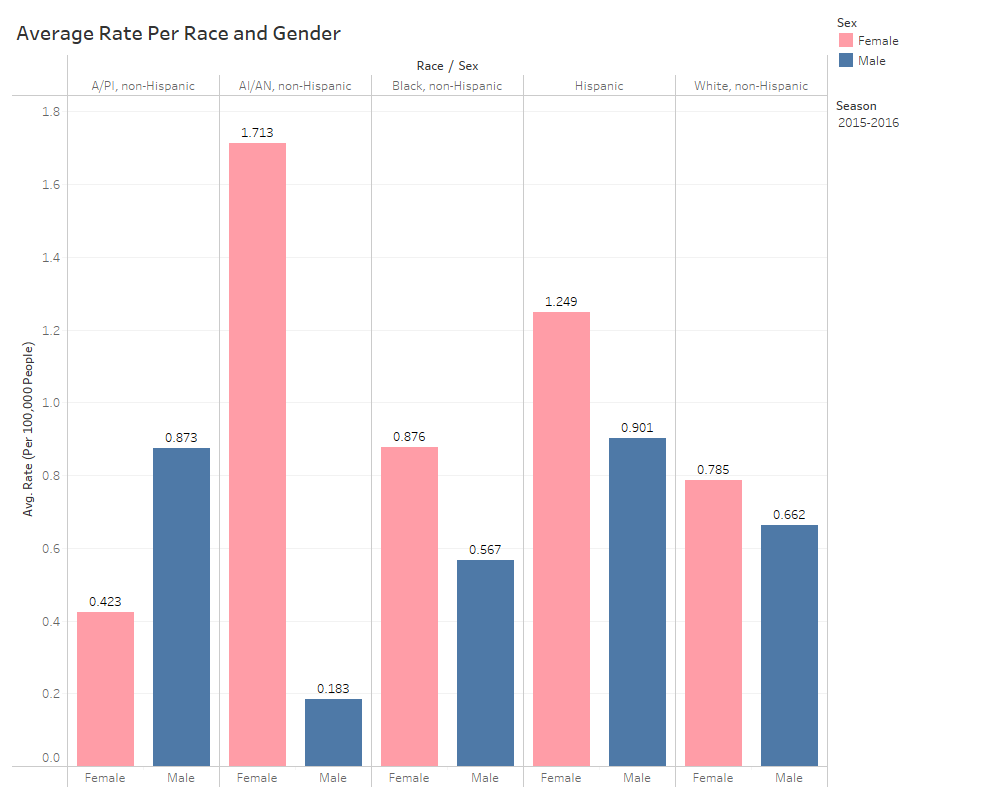 Average Rate Per Race and Gender
Race / Sex
A/PI, non-Hispanic AI/AN, non-Hispanic Black, non-Hispanic Hispanic White, non-Hispanic
Avg. Rate (Per 100,000 People)
1.8
1.6
1.4
1.2
1.0
0.8
0.6
0.4
0.2
0.0
0.423
0.873
1.713
0.183
0.876
0.567
1.249
0.901
0.785
0.662
Female Male Female Male Female Male Female Male Female Male
Sex
Female
Male
Season
2015-2016